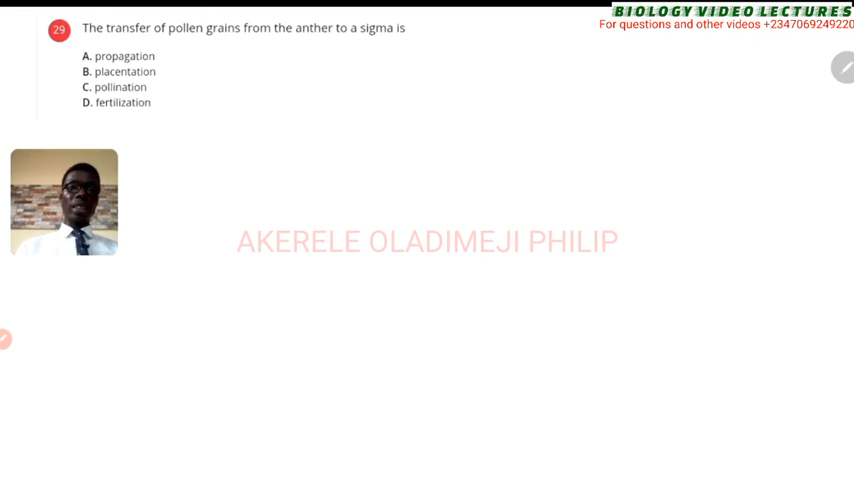 BIOLOGY VIDEO LECTURES
For questions and other videos +2347069249220
29 The transfer of pollen grains from the anther to a sigma is
A. propagation
B. placentation
C. pollination
D. fertilization
AKERELE OLADIMEJI PHILIP